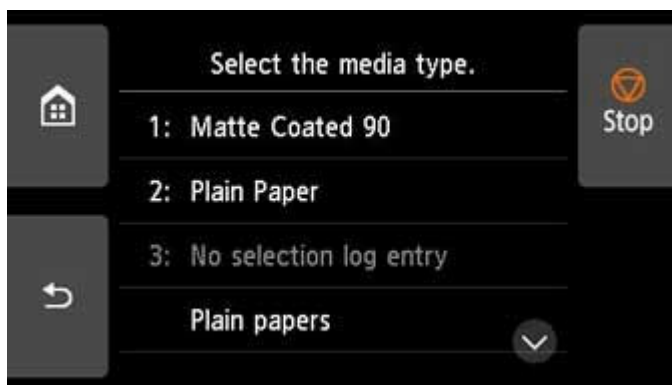 Select the media type.
1: Matte Coated 90
2: Plain Paper
3: No selection log entry
Plain papers
Stop